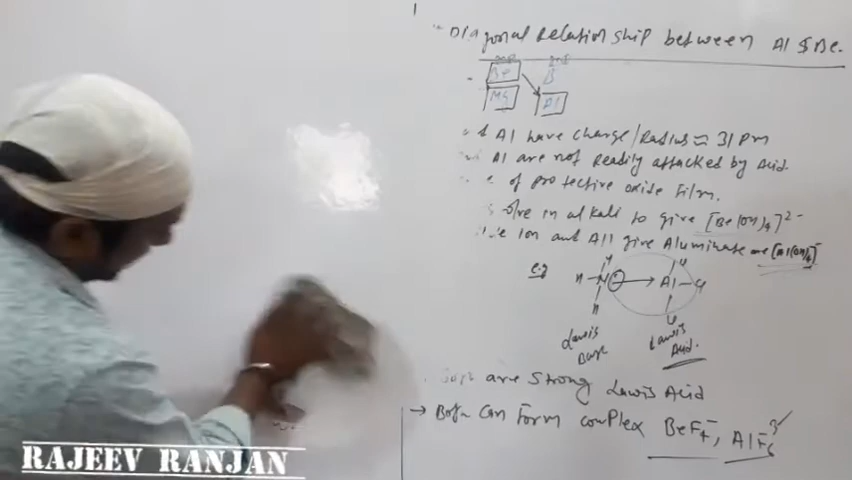 Diagonal Relationship between Al & Be.
Be B
Mg Al
Al have charge/Radius ≈ 31 pm
Al are not Readily attacked by Acid.
of protective oxide Film.
in alkali to give [Be(OH)4]2-
Ion and Al give Aluminate [Al(OH)4]-
e.g H
H-N: → Al-Cl
H
Lewis Base
Lewis Acid.
are Strong Lewis Acid
→ Both Can Form complex BeF4-, AlF6 3-
RAJEEV RANJAN